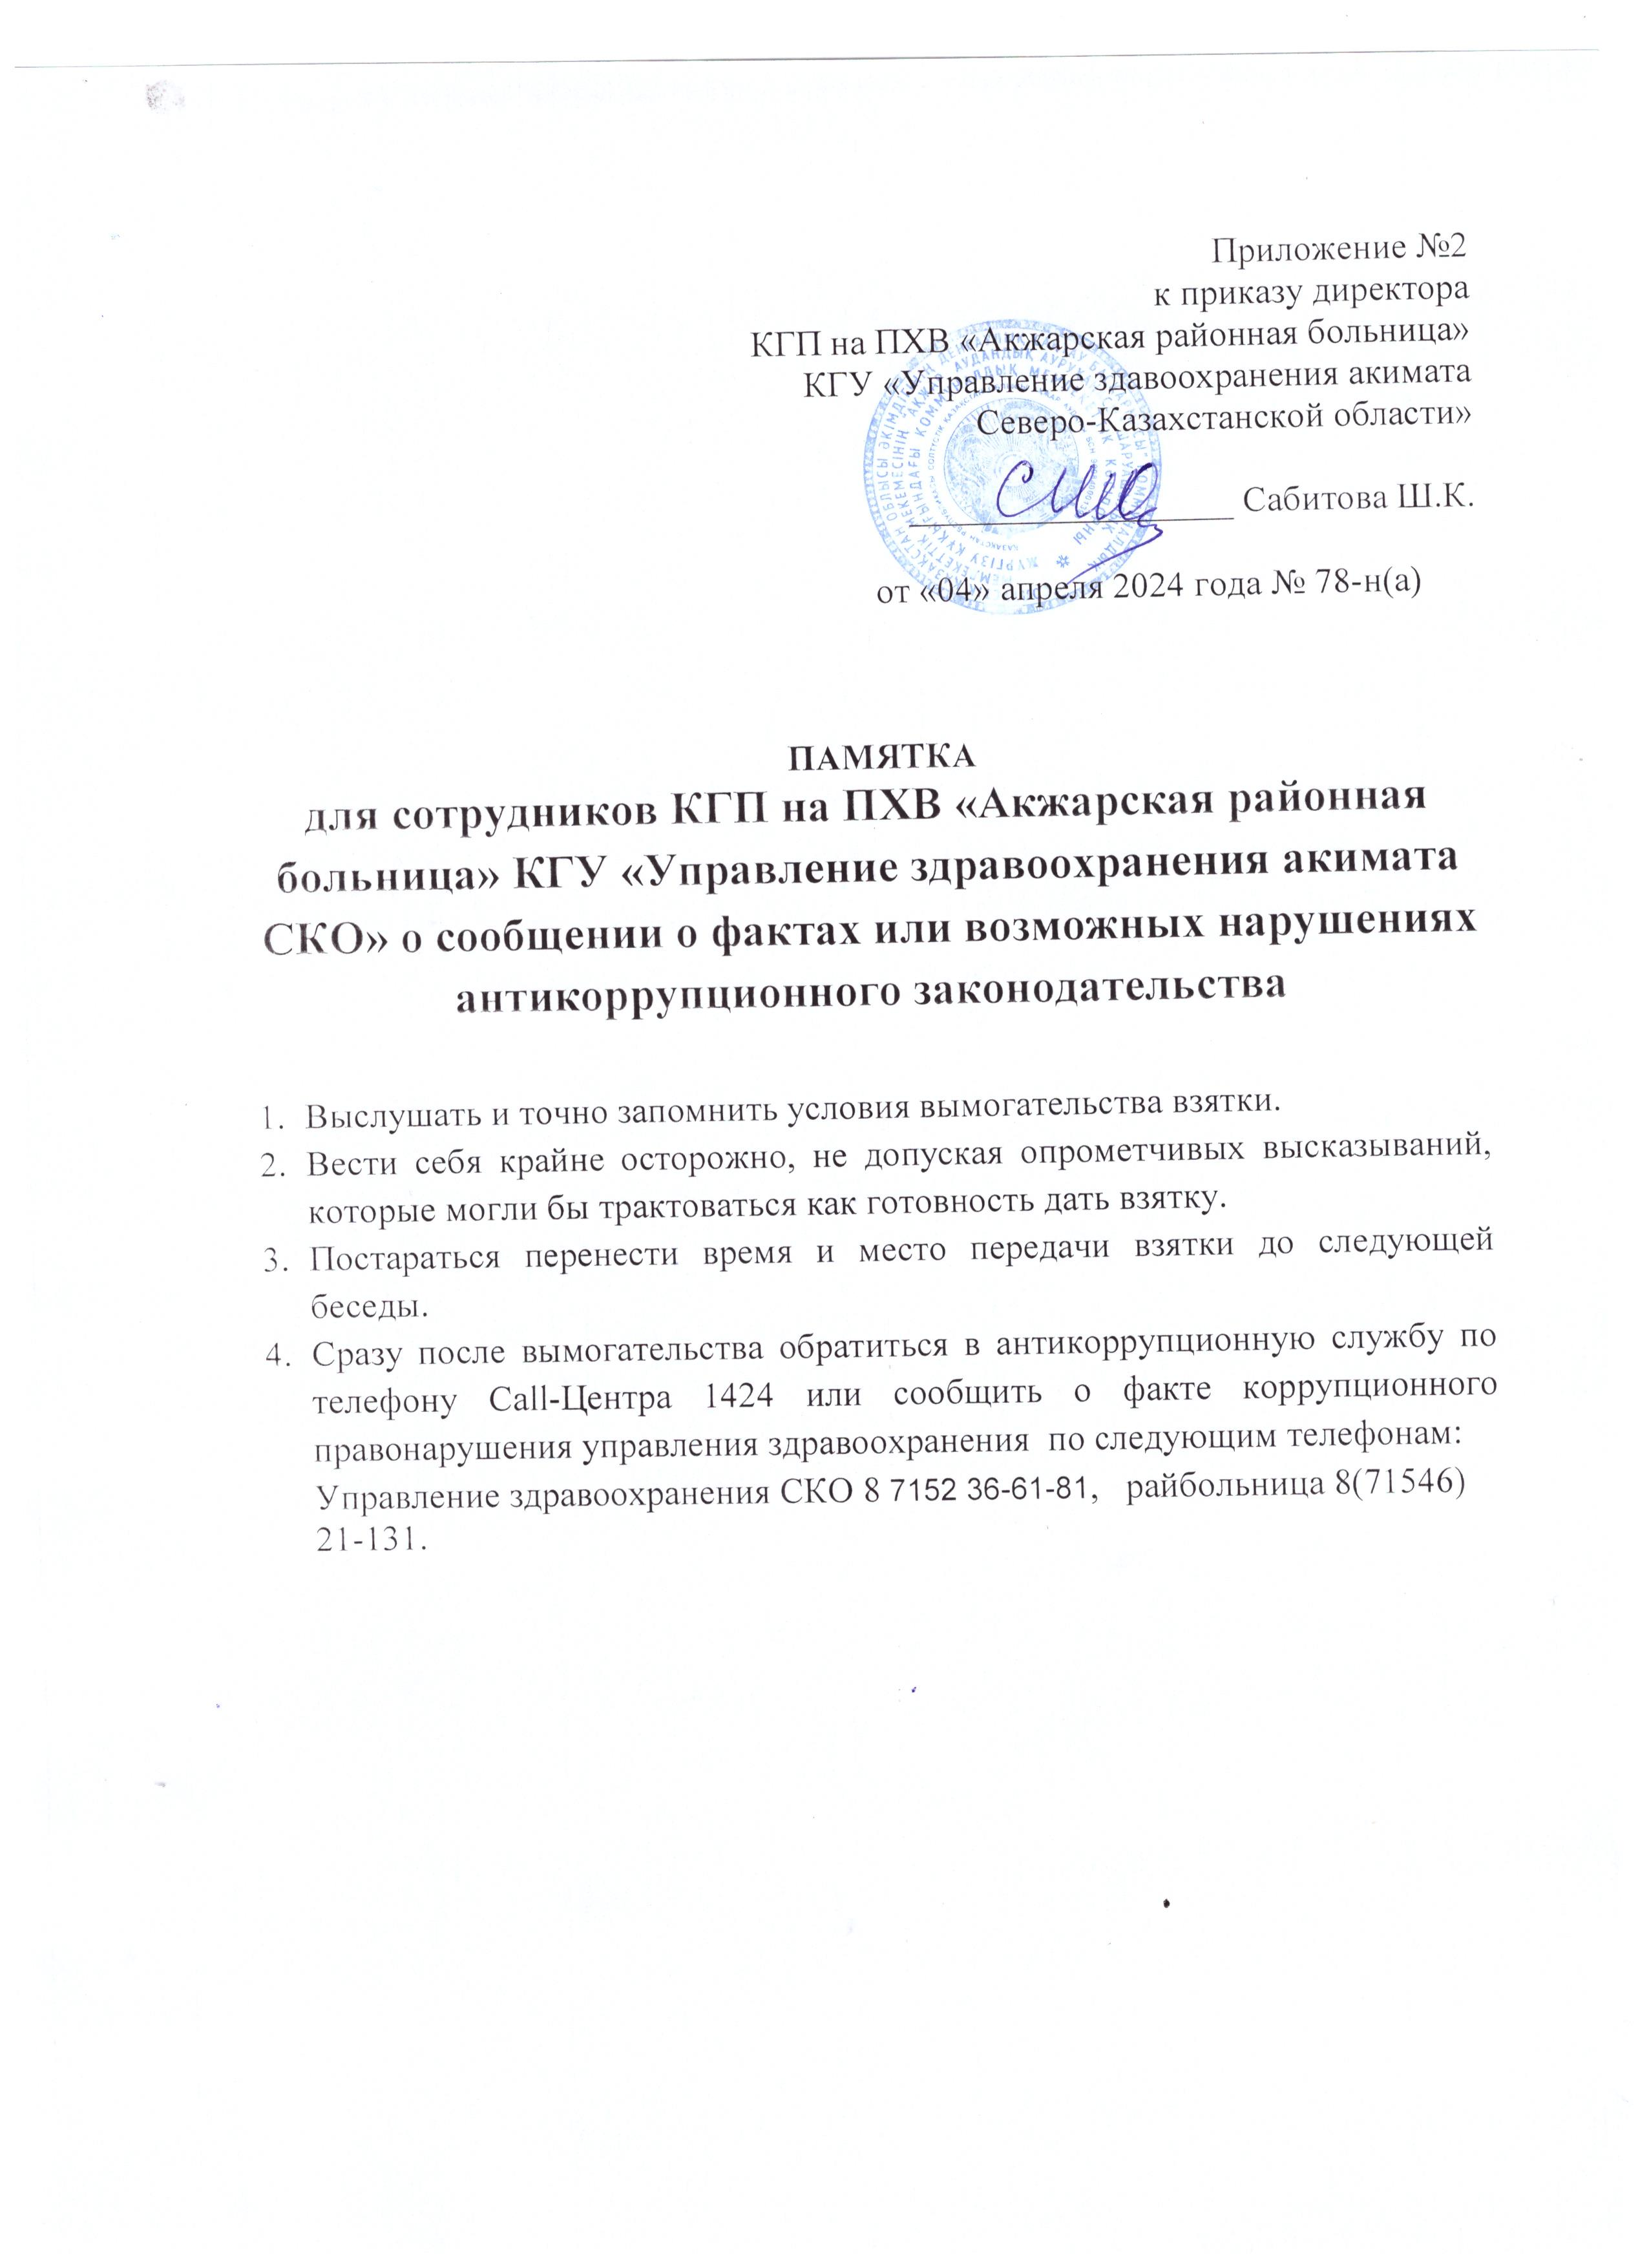 Приложение №2
к приказу директора
КГП на ПХВ «Акжарская районная больница»
КГУ «Управление здавоохранения акимата
Северо-Казахстанской области»
Сабитова Ш.К.
от «04» апреля 2024 года № 78-н(а)
ПАМЯТКА
для сотрудников КГП на ПХВ «Акжарская районная
больница» КГУ «Управление здравоохранения акимата
СКО» о сообщении о фактах или возможных нарушениях
антикоррупционного законодательства
1. Выслушать и точно запомнить условия вымогательства взятки.
2. Вести себя крайне осторожно, не допуская опрометчивых высказываний,
которые могли бы трактоваться как готовность дать взятку.
3. Постараться перенести время и место передачи взятки до следующей
беседы.
4. Сразу после вымогательства обратиться в антикоррупционную службу по
телефону Call-Центра 1424 или сообщить о факте коррупционного
правонарушения управления здравоохранения по следующим телефонам:
Управление здравоохранения СКО 8 7152 36-61-81, райбольница 8(71546)
21-131.